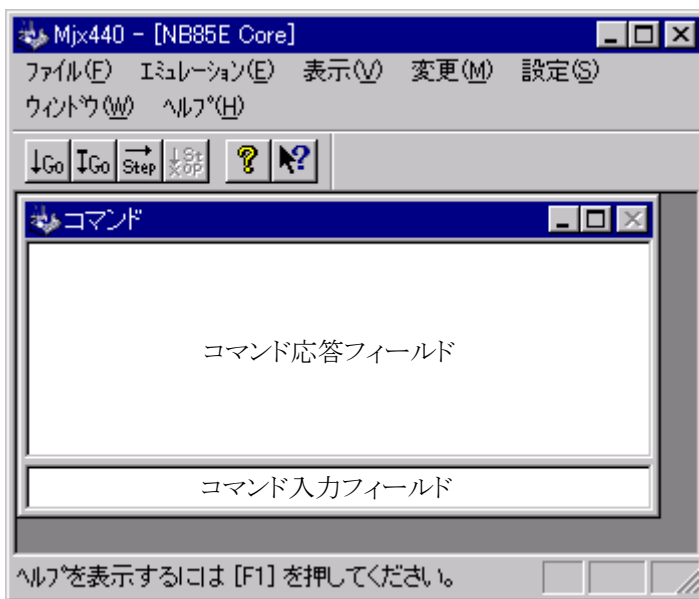 Mjx440 - [NB85E Core]
ﾌｧｲﾙ(F) ｴﾐｭﾚｰｼｮﾝ(E) 表示(V) 変更(M) 設定(S)
ｳｨﾝﾄﾞｳ(W) ﾍﾙﾌﾟ(H)
↓Go ↧Go Step Stop ? ?
コマンド
コマンド応答フィールド
コマンド入力フィールド
ﾍﾙﾌﾟを表示するには [F1] を押してください。